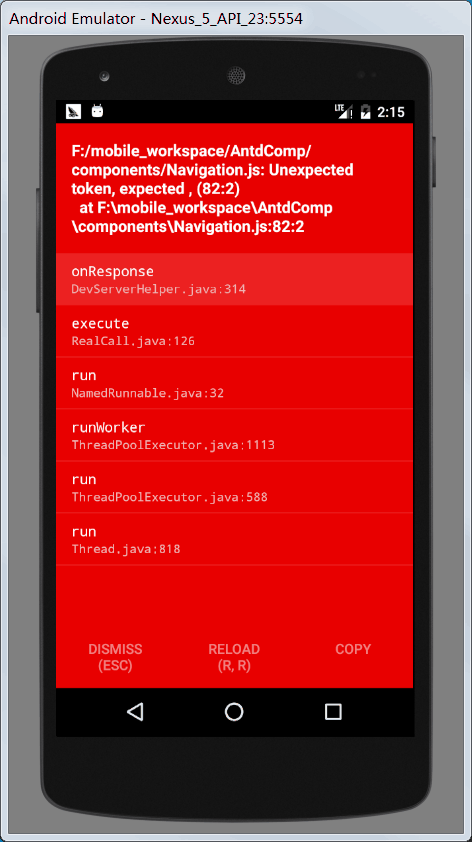 Android Emulator - Nexus_5_API_23:5554
LTE 2:15
F:/mobile_workspace/AntdComp/
components/Navigation.js: Unexpected
token, expected , (82:2)
at F:\mobile_workspace\AntdComp
\components\Navigation.js:82:2
onResponse
DevServerHelper.java:314
execute
RealCall.java:126
run
NamedRunnable.java:32
runWorker
ThreadPoolExecutor.java:1113
run
ThreadPoolExecutor.java:588
run
Thread.java:818
DISMISS RELOAD COPY
(ESC) (R, R)